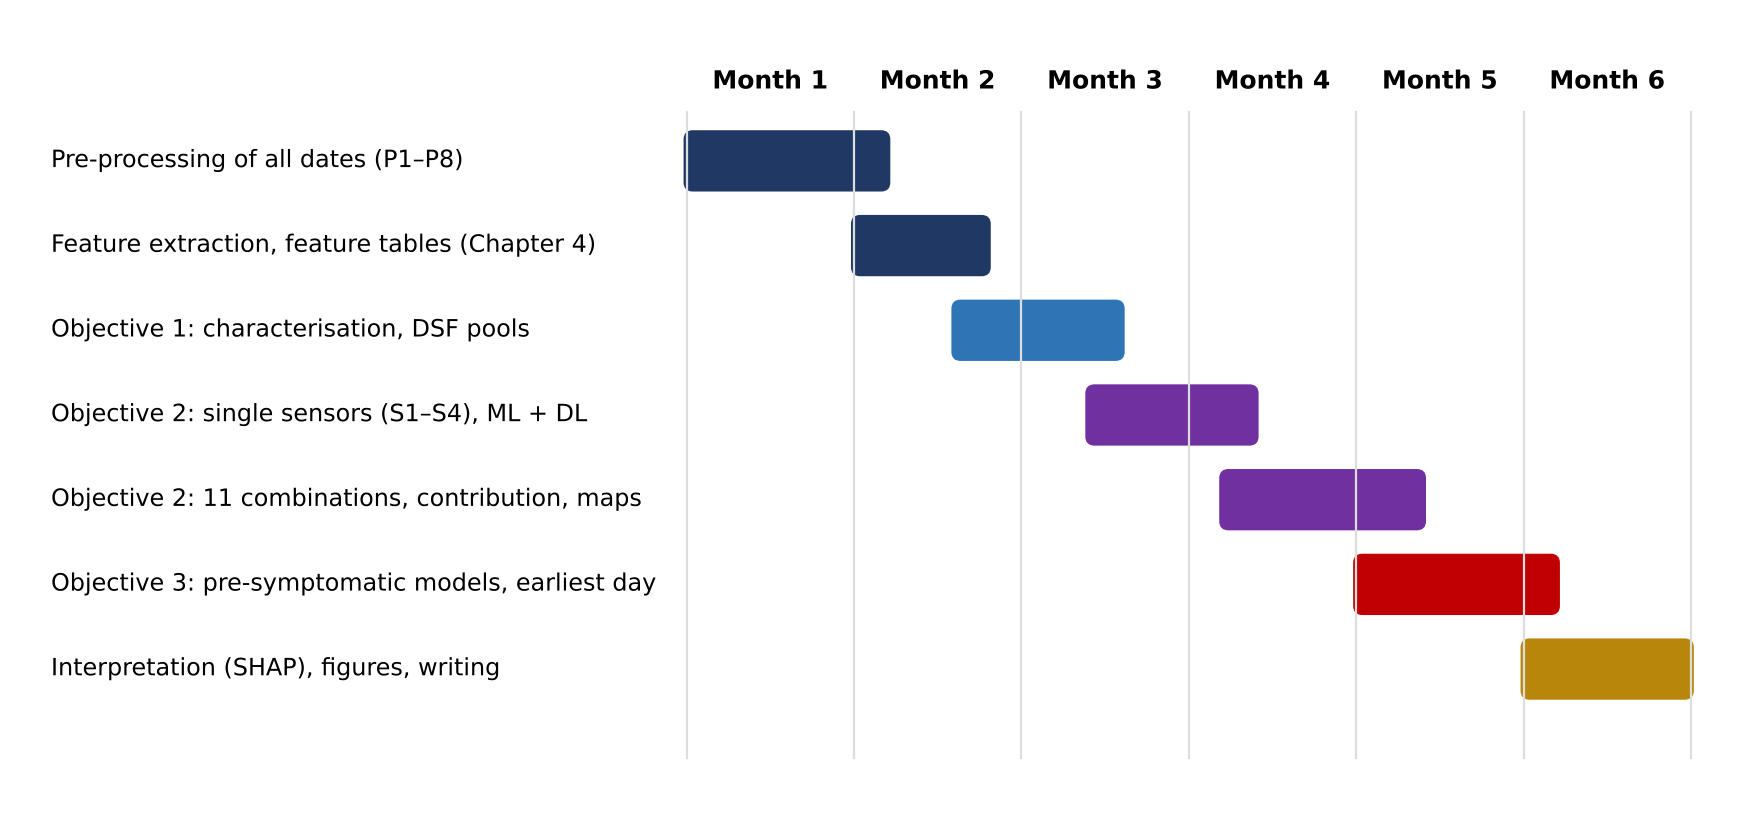 Month 1 Month 2 Month 3 Month 4 Month 5 Month 6
Pre-processing of all dates (P1–P8)
Feature extraction, feature tables (Chapter 4)
Objective 1: characterisation, DSF pools
Objective 2: single sensors (S1–S4), ML + DL
Objective 2: 11 combinations, contribution, maps
Objective 3: pre-symptomatic models, earliest day
Interpretation (SHAP), figures, writing